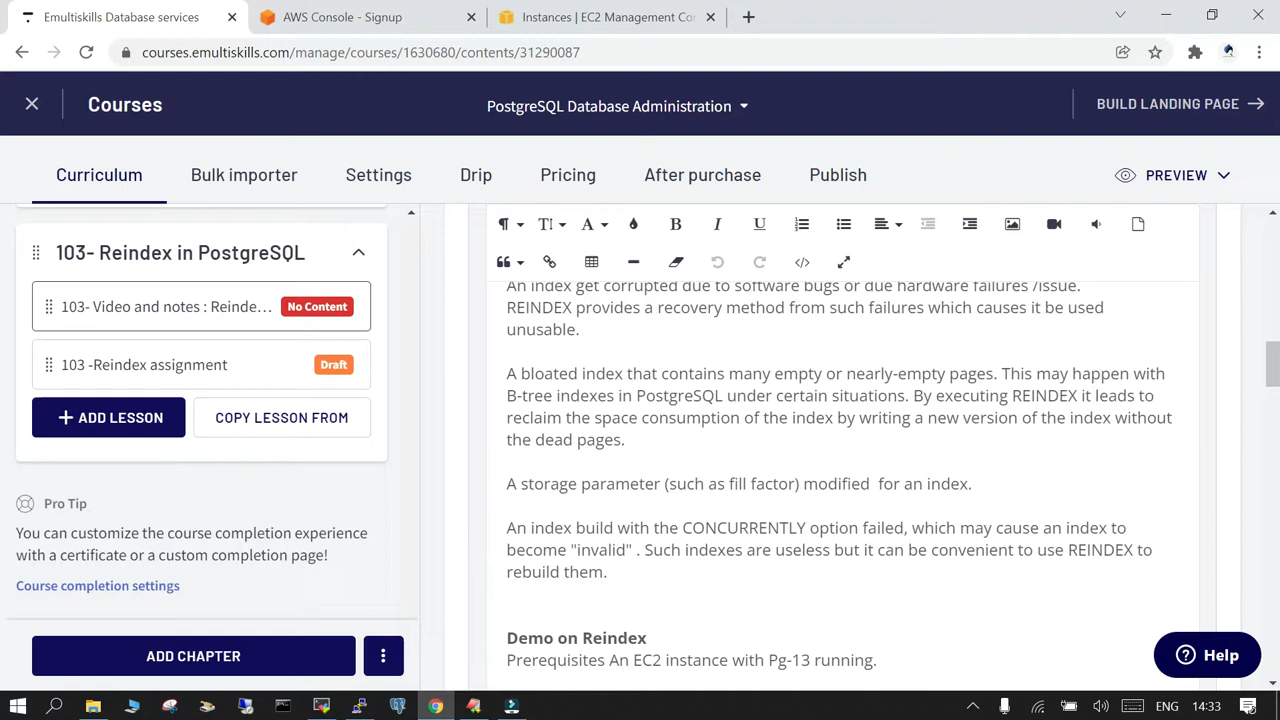 Emultiskills Database services
AWS Console - Signup
Instances | EC2 Management Co
courses.emultiskills.com/manage/courses/1630680/contents/31290087
Courses
PostgreSQL Database Administration
BUILD LANDING PAGE
Curriculum
Bulk importer
Settings
Drip
Pricing
After purchase
Publish
PREVIEW
103- Reindex in PostgreSQL
103- Video and notes : Reinde...
No Content
103 -Reindex assignment
Draft
+ ADD LESSON
COPY LESSON FROM
Pro Tip
You can customize the course completion experience
with a certificate or a custom completion page!
Course completion settings
ADD CHAPTER
An index get corrupted due to software bugs or due hardware failures /issue.
REINDEX provides a recovery method from such failures which causes it be used
unusable.
A bloated index that contains many empty or nearly-empty pages. This may happen with
B-tree indexes in PostgreSQL under certain situations. By executing REINDEX it leads to
reclaim the space consumption of the index by writing a new version of the index without
the dead pages.
A storage parameter (such as fill factor) modified  for an index.
An index build with the CONCURRENTLY option failed, which may cause an index to
become "invalid" . Such indexes are useless but it can be convenient to use REINDEX to
rebuild them.
Demo on Reindex
Prerequisites An EC2 instance with Pg-13 running.
Help
ENG
14:33